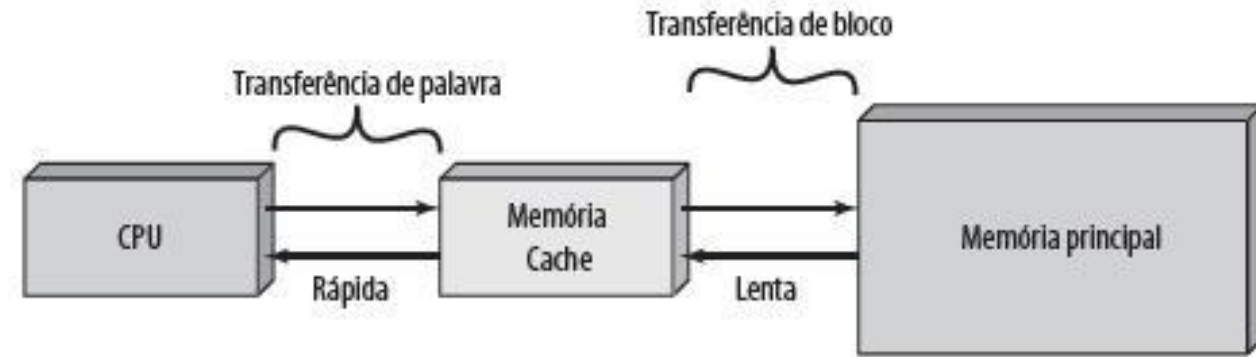 Transferência de bloco
Transferência de palavra
CPU
Memória
Cache
Memória principal
Rápida
Lenta